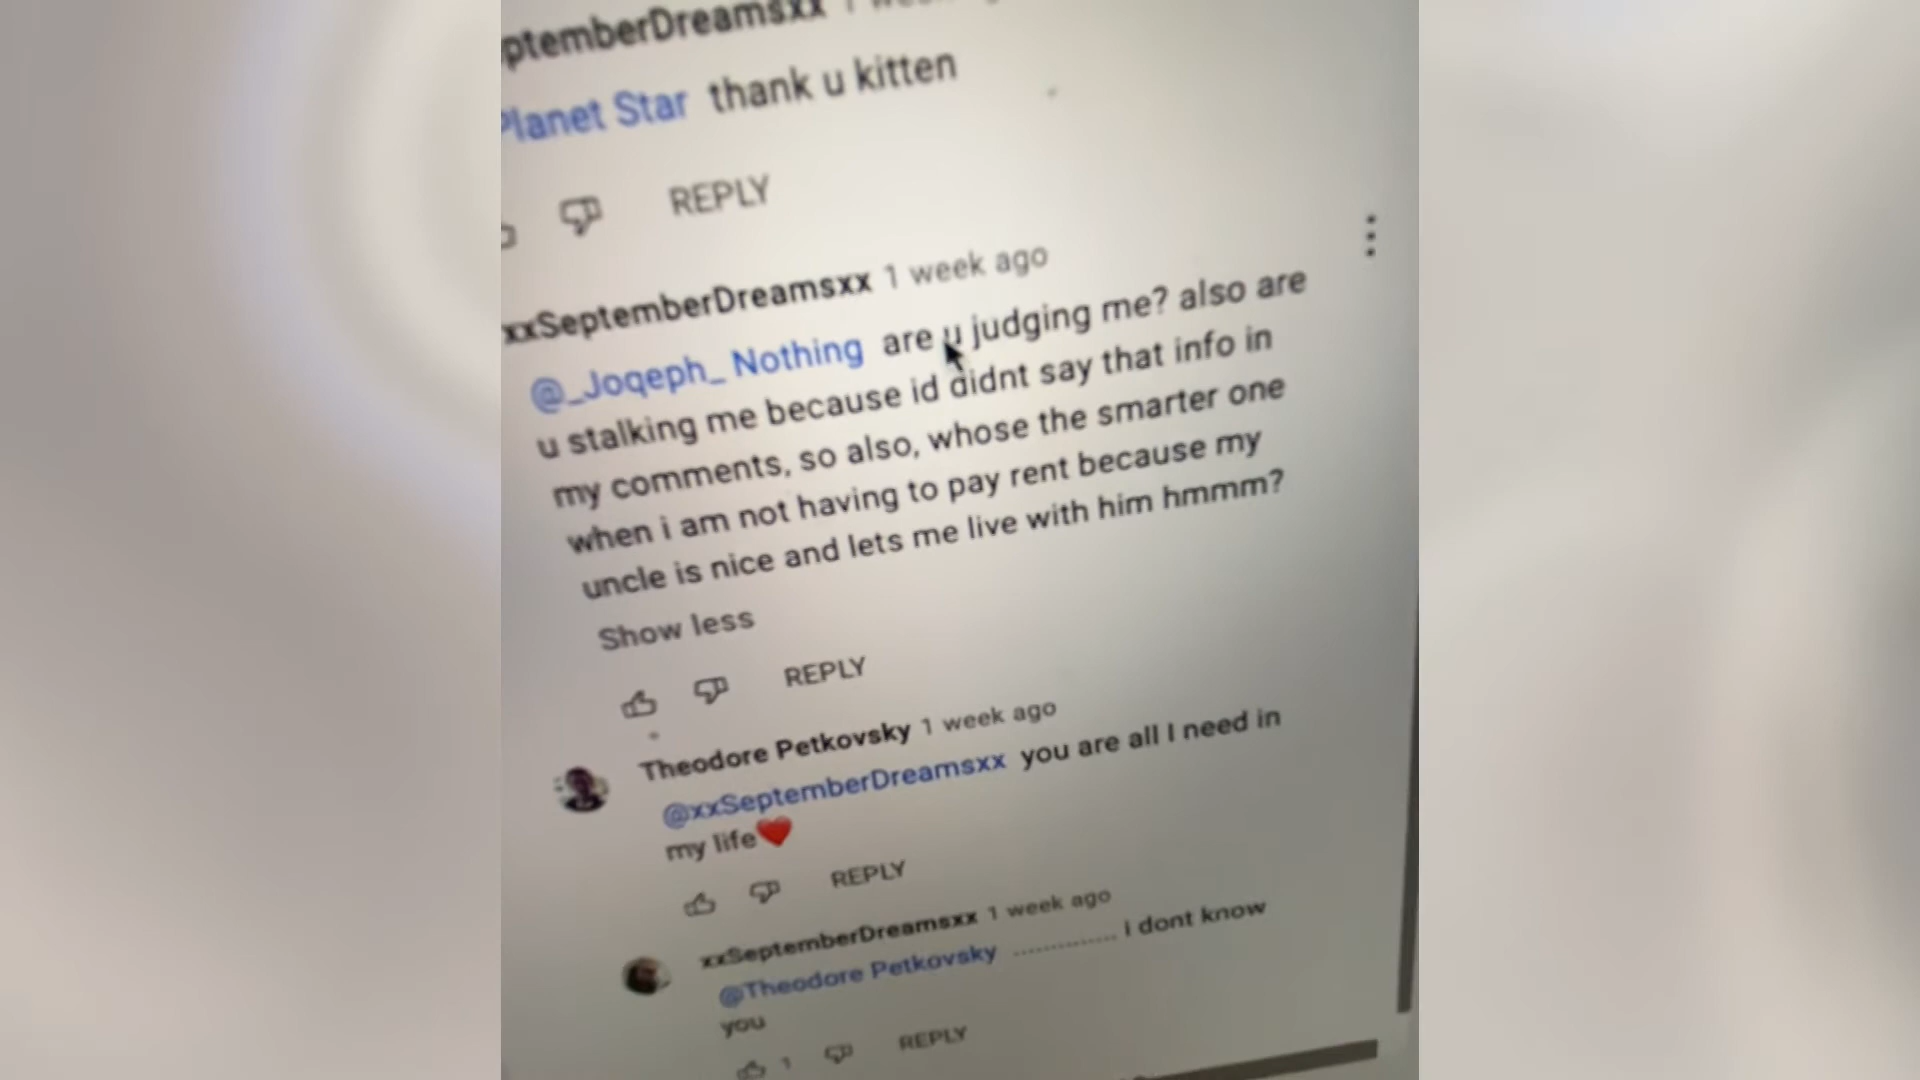 ptemberDreamsxx 1 week
Planet Star thank u kitten
REPLY
xxSeptemberDreamsxx 1 week ago
@_Joqeph_ Nothing are u judging me? also are
u stalking me because id didnt say that info in
my comments, so also, whose the smarter one
when i am not having to pay rent because my
uncle is nice and lets me live with him hmmm?
Show less
REPLY
Theodore Petkovsky 1 week ago
@xxSeptemberDreamsxx you are all I need in
my life❤️
REPLY
xxSeptemberDreamsxx 1 week ago
@Theodore Petkovsky .............. i dont know
you
1 REPLY